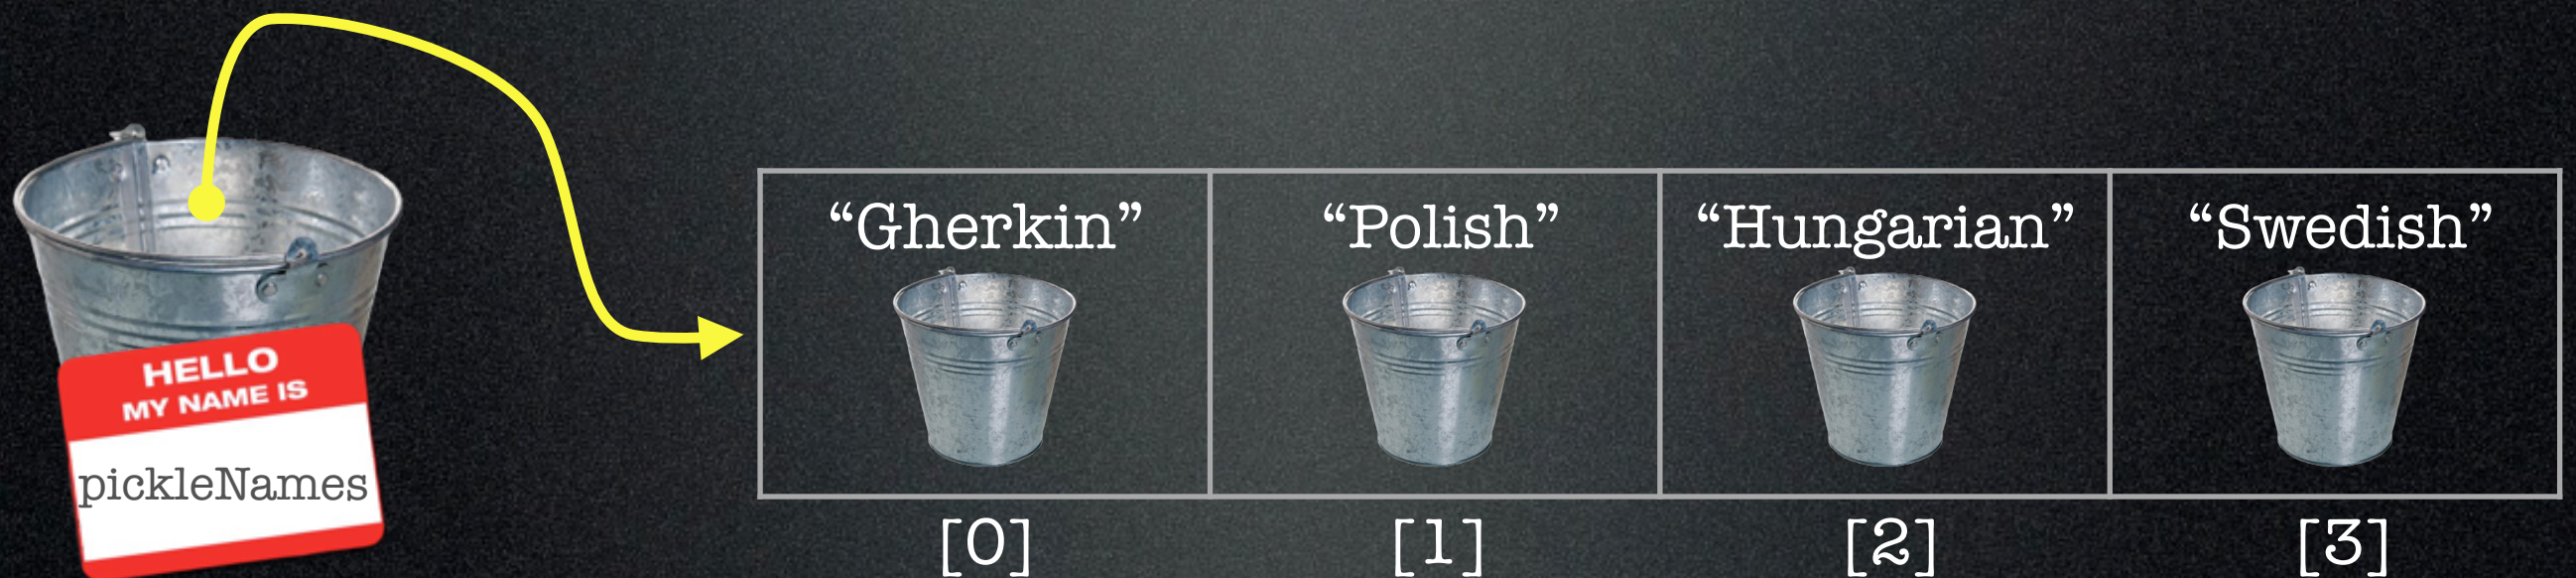 HELLO
MY NAME IS
pickleNames
“Gherkin” “Polish” “Hungarian” “Swedish”
[0] [1] [2] [3]